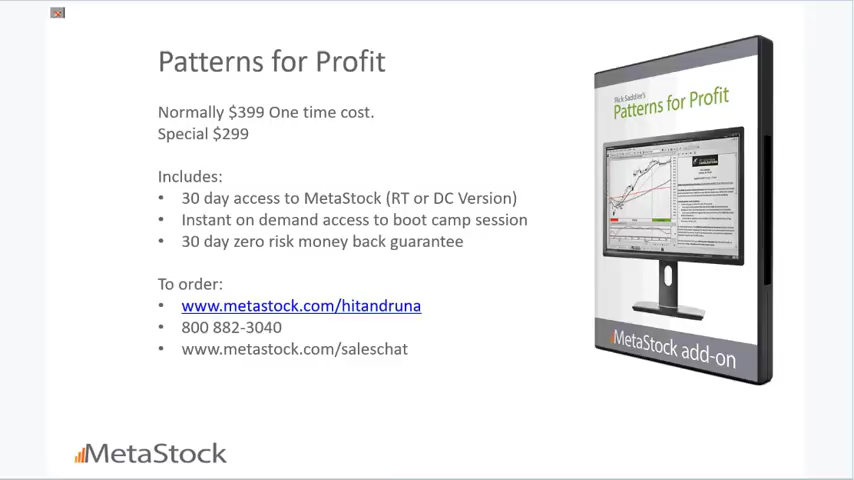 Patterns for Profit
Normally $399 One time cost.
Special $299
Includes:
• 30 day access to MetaStock (RT or DC Version)
• Instant on demand access to boot camp session
• 30 day zero risk money back guarantee
To order:
• www.metastock.com/hitandruna
• 800 882-3040
• www.metastock.com/saleschat
Rick Saddler's
Patterns for Profit
MetaStock add-on
MetaStock